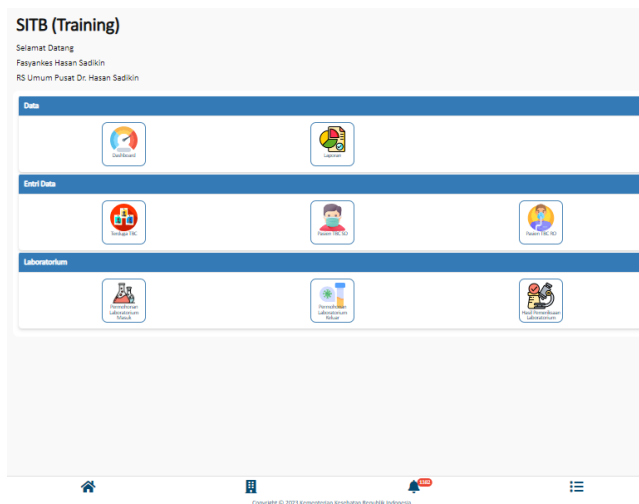 SITB (Training)
Selamat Datang
Fasyankes Hasan Sadikin
RS Umum Pusat Dr. Hasan Sadikin
Data
Dashboard
Laporan
Entri Data
Terduga TBC
Pasien TBC SO
Pasien TBC RO
Laboratorium
Permohonan
Laboratorium
Masuk
Permohonan
Laboratorium
Keluar
Hasil Pemeriksaan
Laboratorium
Copyright © 2023 Kementerian Kesehatan Republik Indonesia